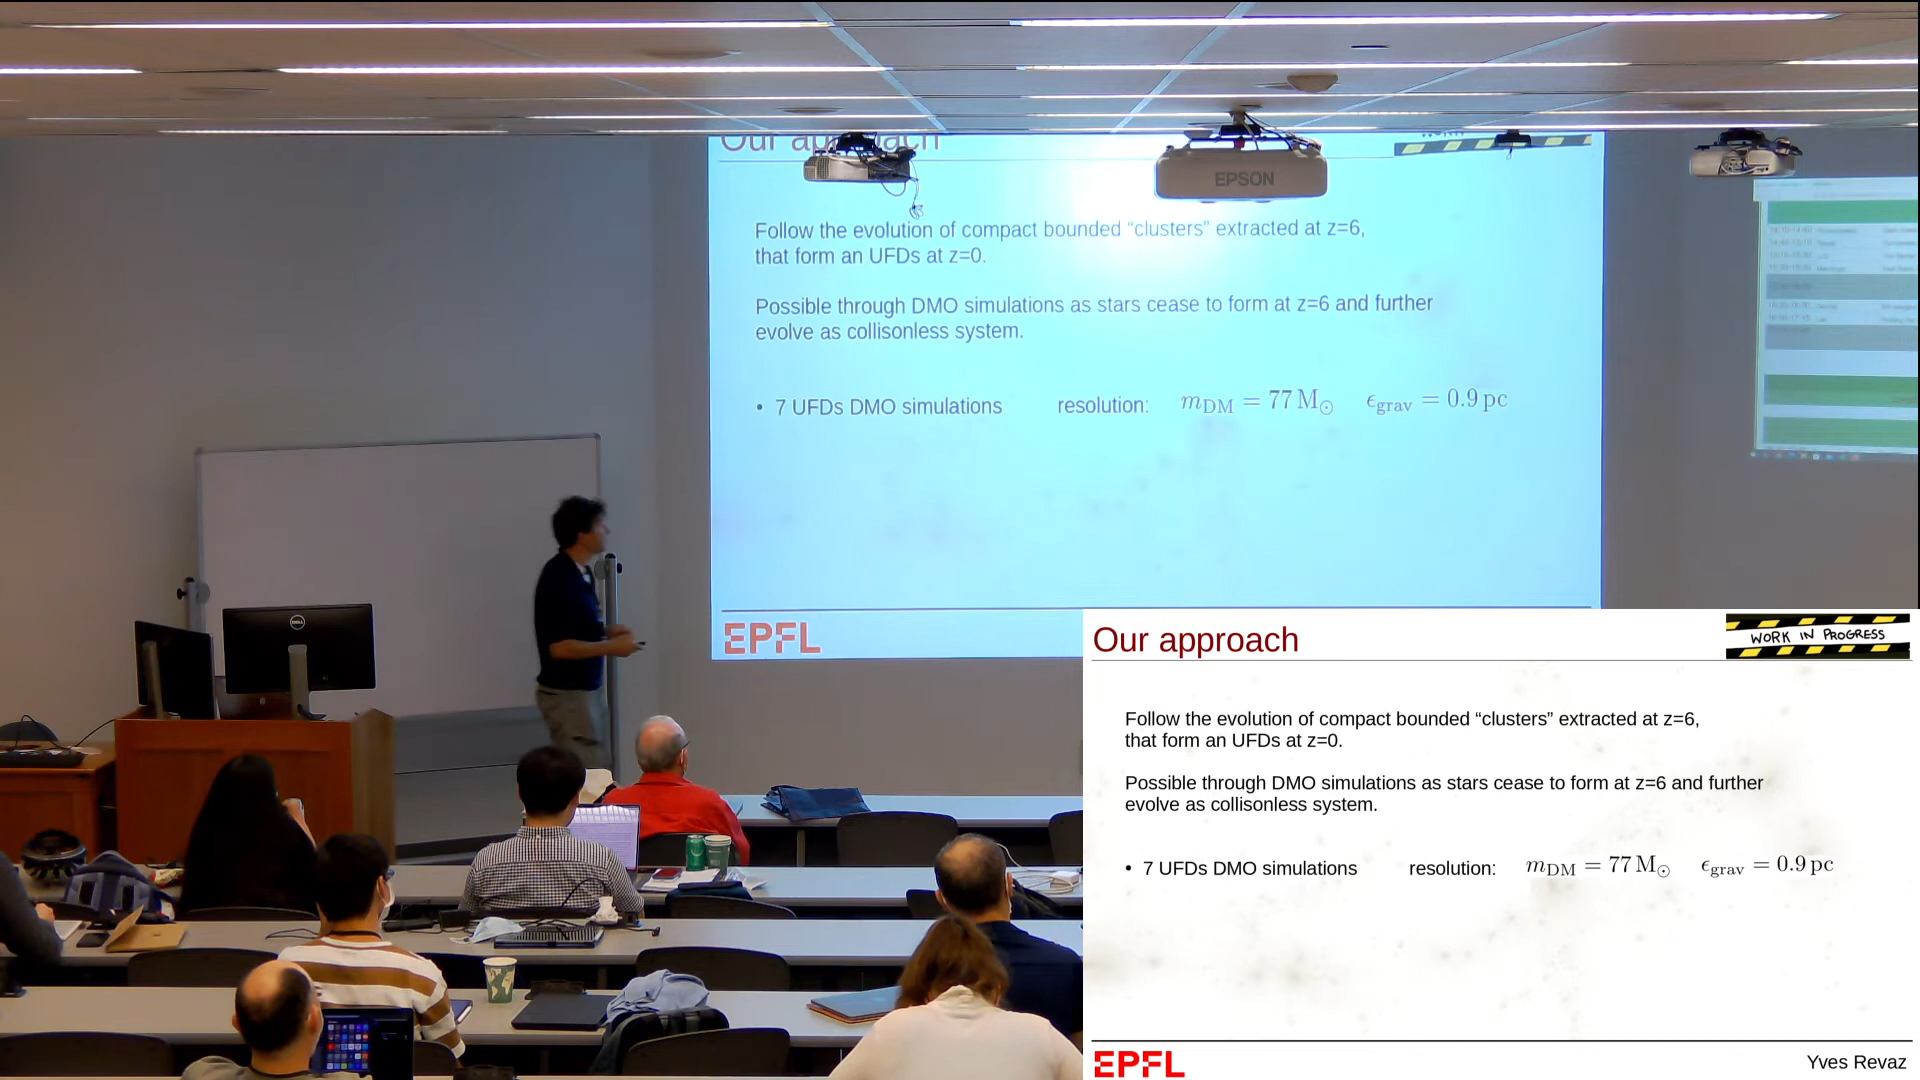 Our approach
EPSON
Follow the evolution of compact bounded “clusters” extracted at z=6,
that form an UFDs at z=0.
Possible through DMO simulations as stars cease to form at z=6 and further
evolve as collisonless system.
• 7 UFDs DMO simulations resolution: m_DM = 77 M_⊙ ϵ_grav = 0.9 pc
EPFL
DELL
Our approach
WORK IN PROGRESS
Follow the evolution of compact bounded “clusters” extracted at z=6,
that form an UFDs at z=0.
Possible through DMO simulations as stars cease to form at z=6 and further
evolve as collisonless system.
• 7 UFDs DMO simulations resolution: m_DM = 77 M_⊙ ϵ_grav = 0.9 pc
EPFL
Yves Revaz